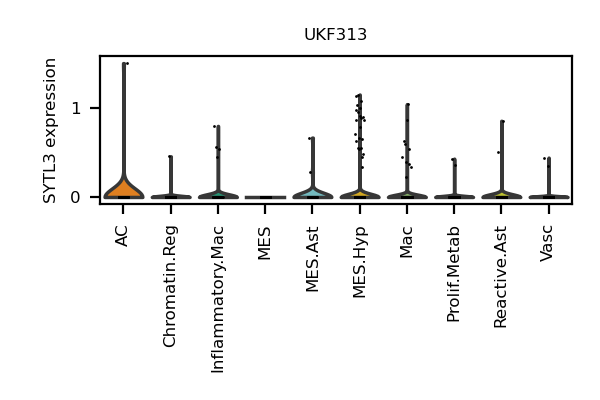 UKF313
SYTL3 expression
1
0
AC
Chromatin.Reg
Inflammatory.Mac
MES
MES.Ast
MES.Hyp
Mac
Prolif.Metab
Reactive.Ast
Vasc